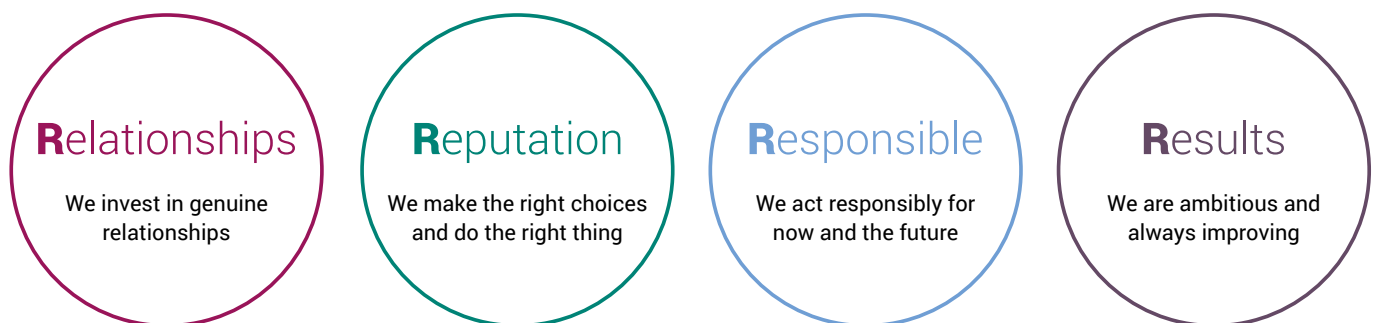 Relationships
We invest in genuine
relationships
Reputation
We make the right choices
and do the right thing
Responsible
We act responsibly for
now and the future
Results
We are ambitious and
always improving